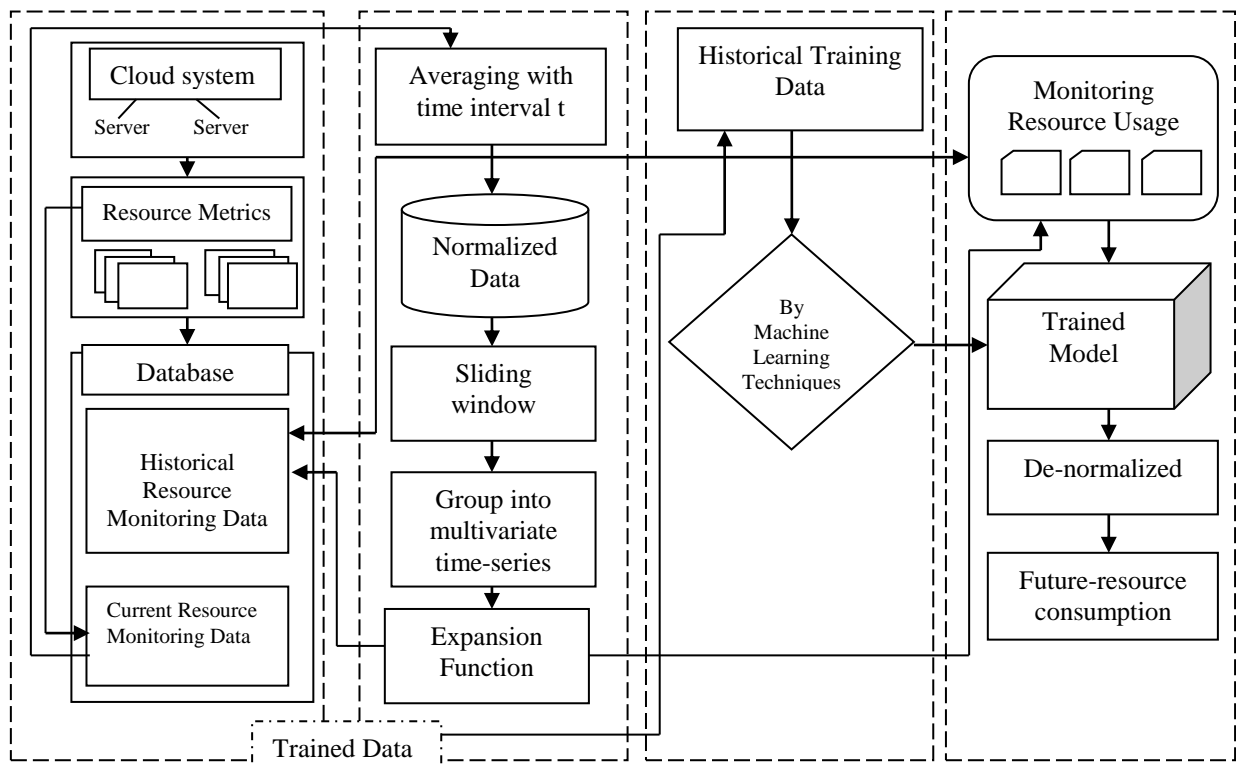 Cloud system
Server
Server
Resource Metrics
Database
Historical
Resource
Monitoring Data
Current Resource
Monitoring Data
Averaging with
time interval t
Normalized
Data
Sliding
window
Group into
multivariate
time-series
Expansion
Function
Trained Data
Historical Training
Data
By
Machine
Learning
Techniques
Monitoring
Resource Usage
Trained
Model
De-normalized
Future-resource
consumption